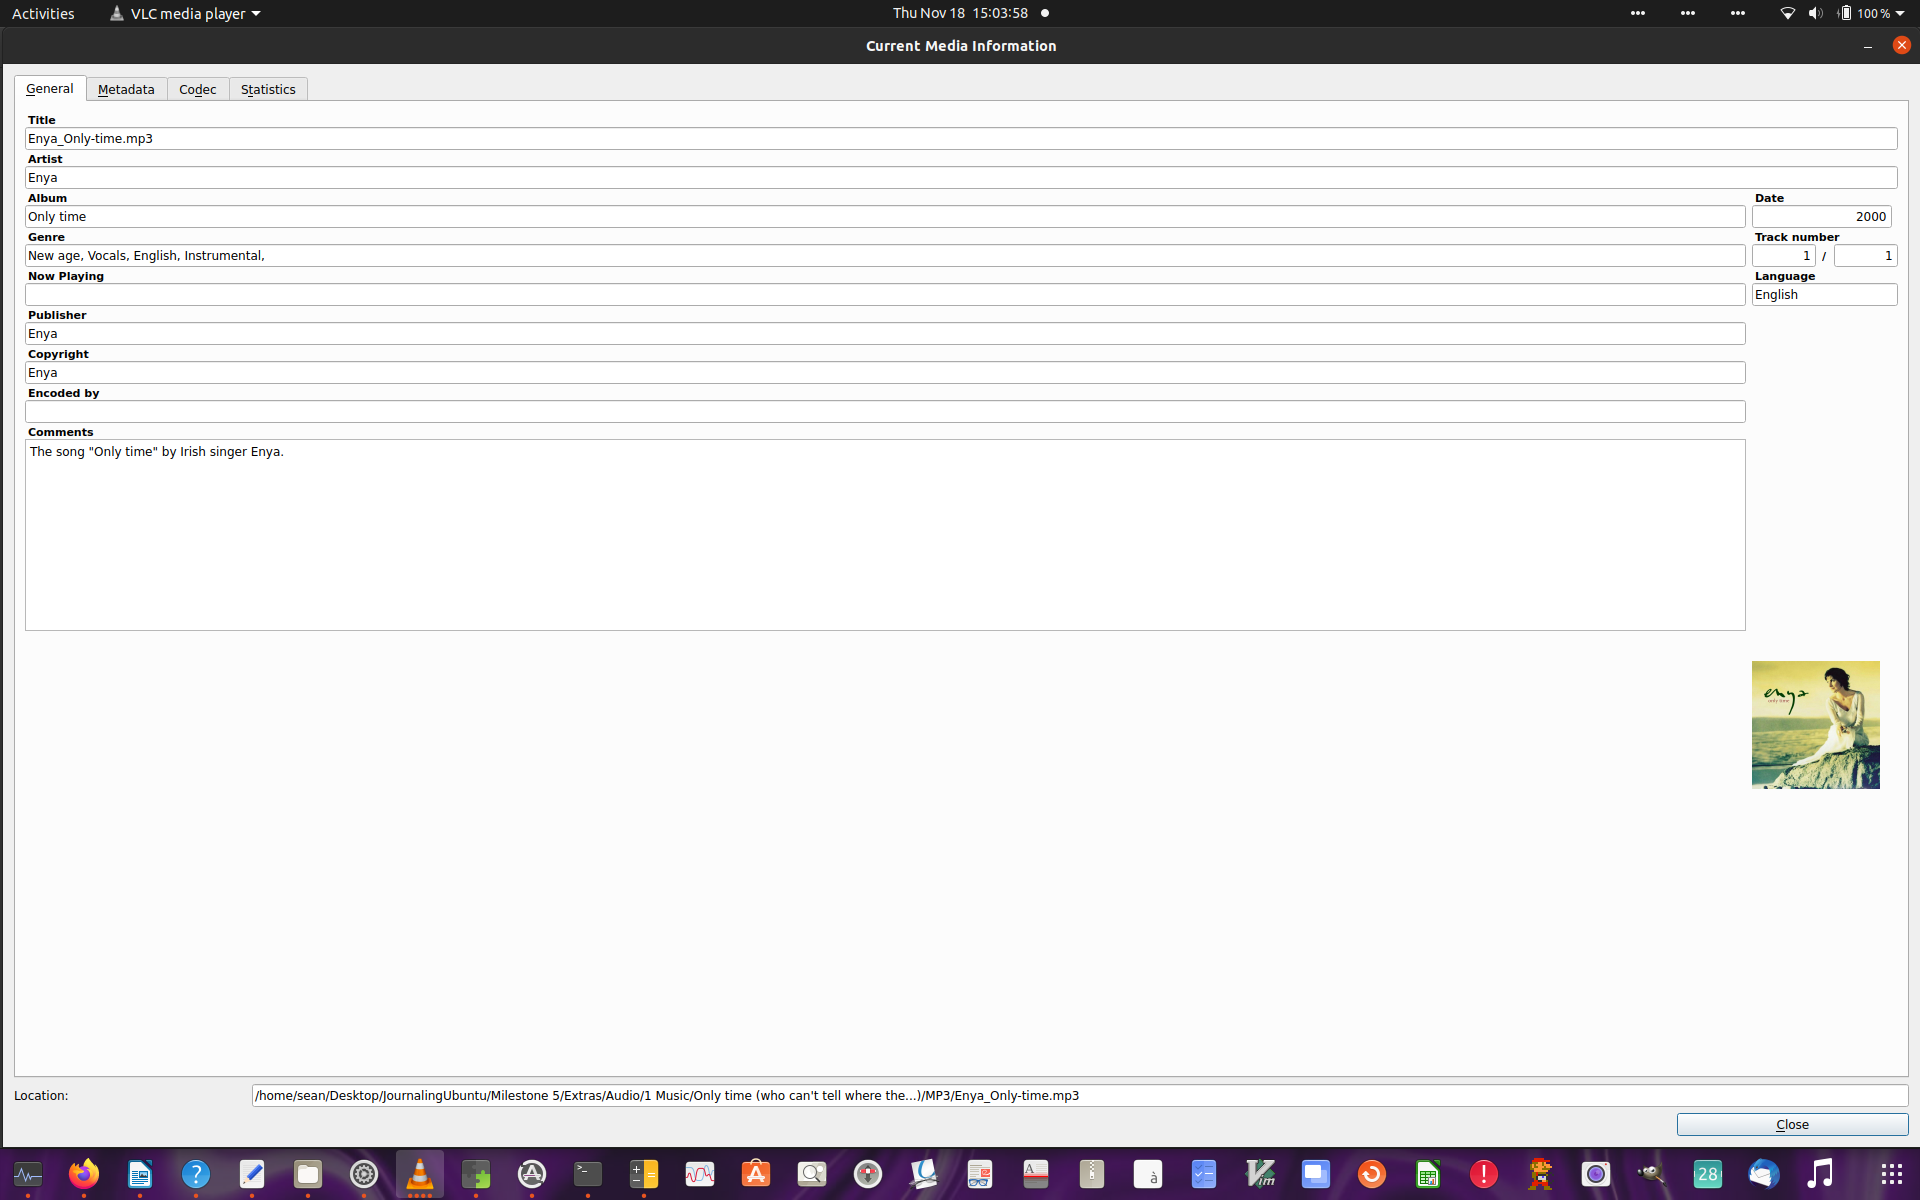 Activities VLC media player Thu Nov 18 15:03:58 100 %
Current Media Information
General Metadata Codec Statistics
Title
Enya_Only-time.mp3
Artist
Enya
Album Date
Only time 2000
Genre Track number
New age, Vocals, English, Instrumental, 1 / 1
Now Playing Language
English
Publisher
Enya
Copyright
Enya
Encoded by
Comments
The song "Only time" by Irish singer Enya.
enya
only time
Location: /home/sean/Desktop/JournalingUbuntu/Milestone 5/Extras/Audio/1 Music/Only time (who can't tell where the...)/MP3/Enya_Only-time.mp3
Close
28